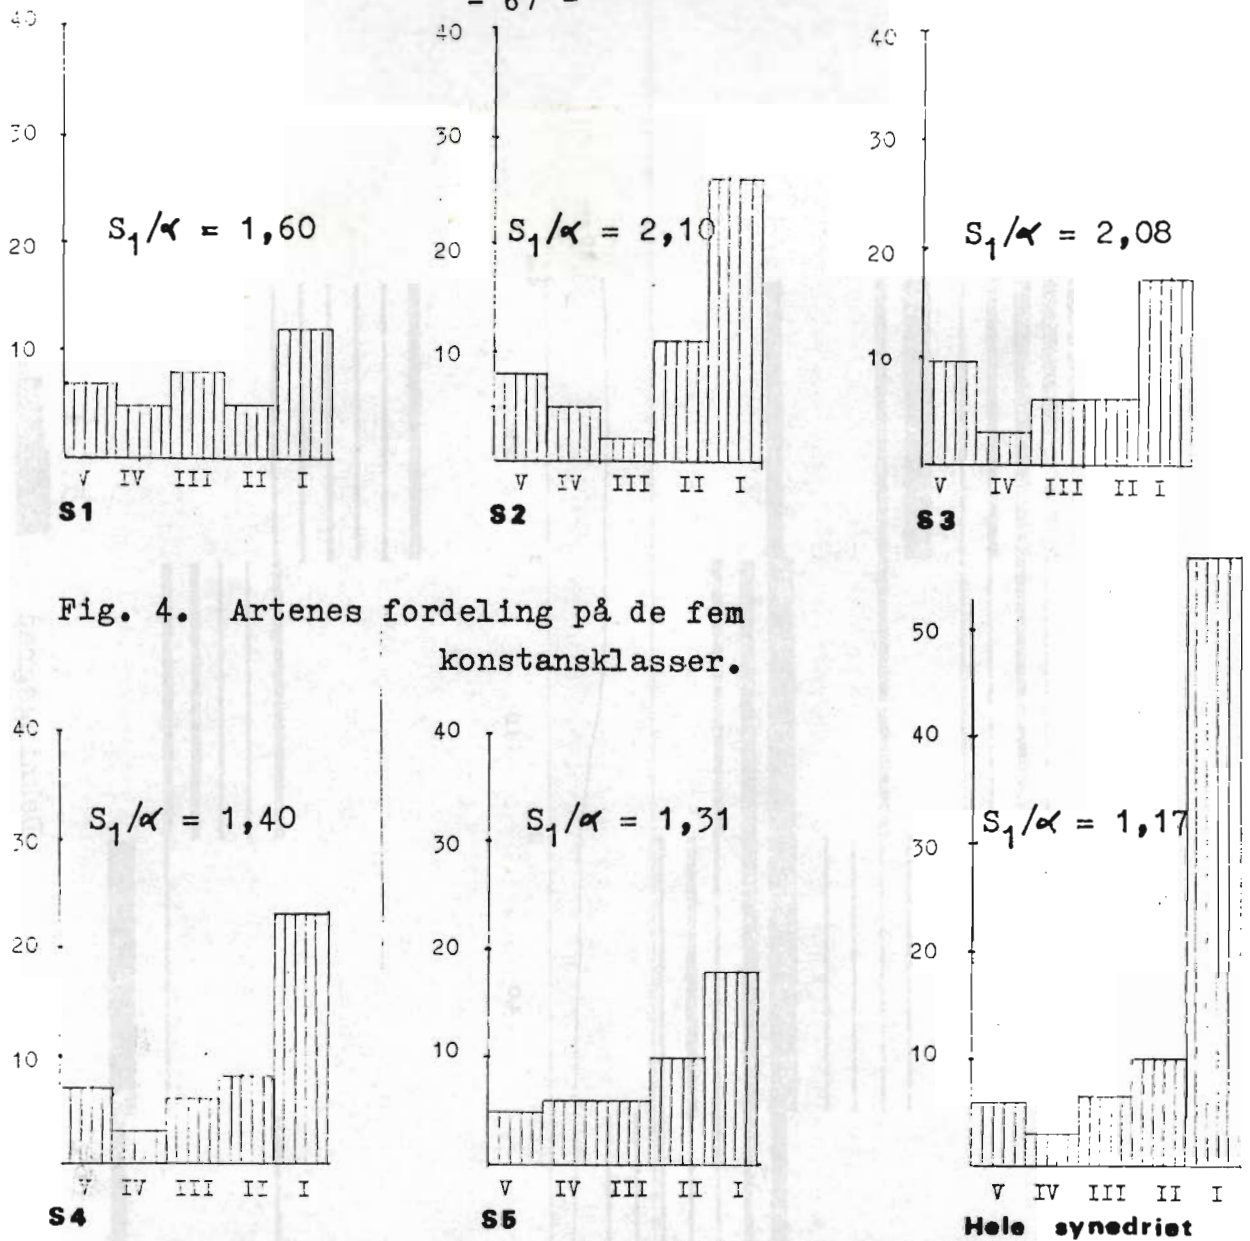 - 67 -
40
30
20
10
S₁/α = 1,60
V IV III II I
S1
40
30
20
10
S₁/α = 2,10
V IV III II I
S2
40
30
20
10
S₁/α = 2,08
V IV III II I
S3
Fig. 4. Artenes fordeling på de fem
konstansklasser.
40
30
20
10
S₁/α = 1,40
V IV III II I
S4
40
30
20
10
S₁/α = 1,31
V IV III II I
S5
50
40
30
20
10
S₁/α = 1,17
V IV III II I
Hele synedriet